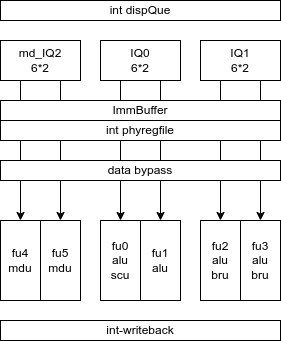 int dispQue
md_IQ2
6*2
IQ0
6*2
IQ1
6*2
ImmBuffer
int phyregfile
data bypass
fu4
mdu
fu5
mdu
fu0
alu
scu
fu1
alu
fu2
alu
bru
fu3
alu
bru
int-writeback